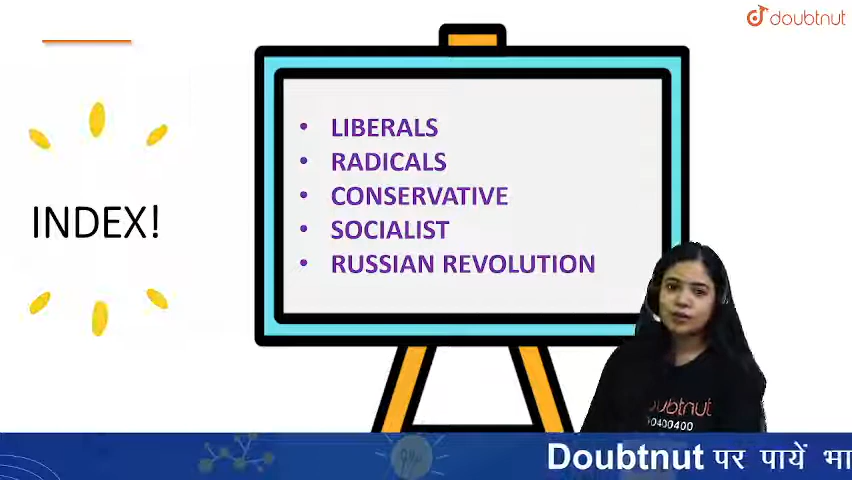 doubtnut
INDEX!
• LIBERALS
• RADICALS
• CONSERVATIVE
• SOCIALIST
• RUSSIAN REVOLUTION
doubtnut
Doubtnut पर पायें भा